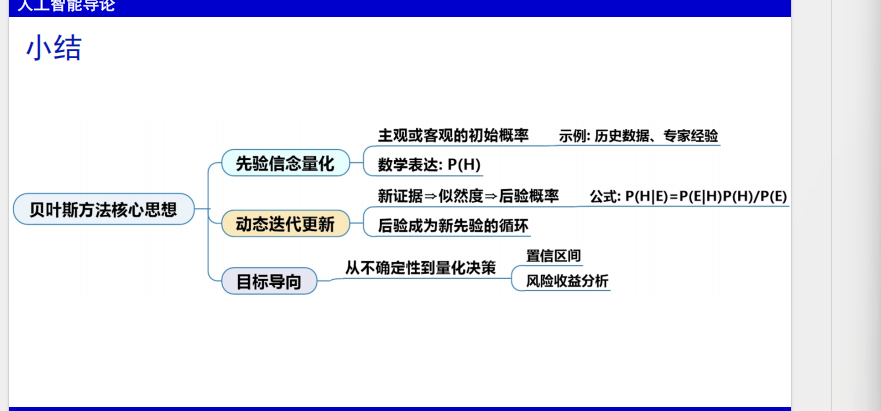 人工智能导论
小结
主观或客观的初始概率 示例: 历史数据、专家经验
先验信念量化
数学表达: P(H)
新证据⇒似然度⇒后验概率 公式: P(H|E)=P(E|H)P(H)/P(E)
贝叶斯方法核心思想
动态迭代更新
后验成为新先验的循环
置信区间
从不确定性到量化决策
目标导向
风险收益分析